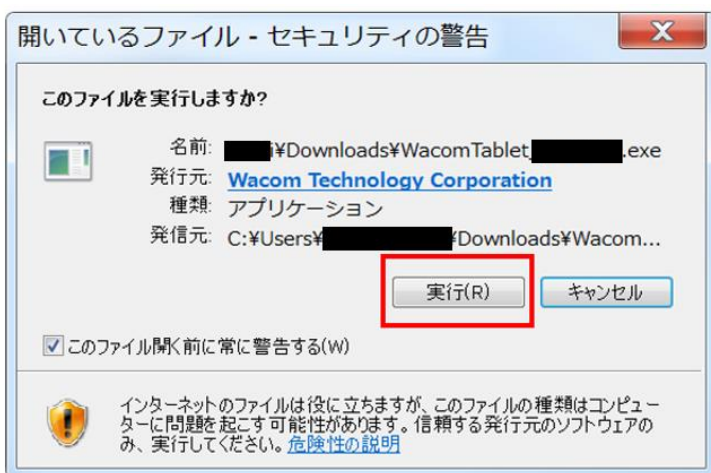 開いているファイル - セキュリティの警告
このファイルを実行しますか?
名前: i¥Downloads¥WacomTablet_ .exe
発行元: Wacom Technology Corporation
種類: アプリケーション
発信元: C:¥Users¥ ¥Downloads¥Wacom...
実行(R) キャンセル
このファイル開く前に常に警告する(W)
インターネットのファイルは役に立ちますが、このファイルの種類はコンピュー
ターに問題を起こす可能性があります。信頼する発行元のソフトウェアの
み、実行してください。危険性の説明